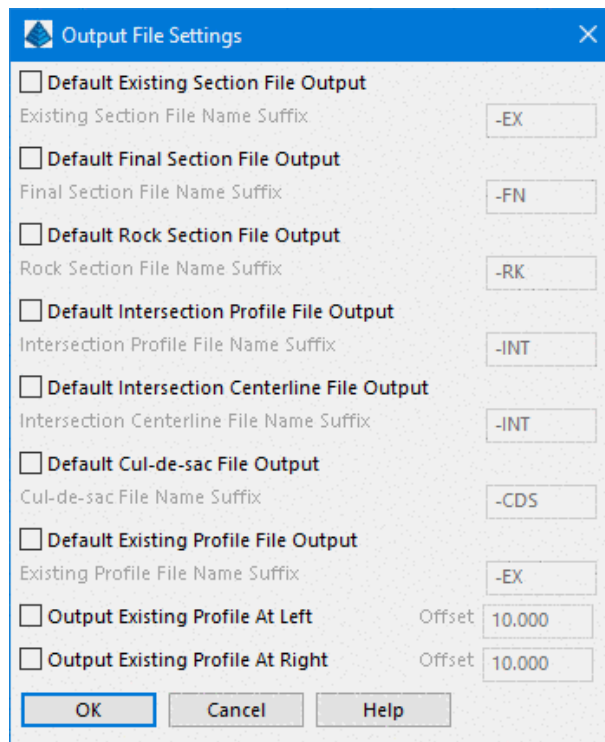 Output File Settings
Default Existing Section File Output
Existing Section File Name Suffix -EX
Default Final Section File Output
Final Section File Name Suffix -FN
Default Rock Section File Output
Rock Section File Name Suffix -RK
Default Intersection Profile File Output
Intersection Profile File Name Suffix -INT
Default Intersection Centerline File Output
Intersection Centerline File Name Suffix -INT
Default Cul-de-sac File Output
Cul-de-sac File Name Suffix -CDS
Default Existing Profile File Output
Existing Profile File Name Suffix -EX
Output Existing Profile At Left Offset 10.000
Output Existing Profile At Right Offset 10.000
OK Cancel Help